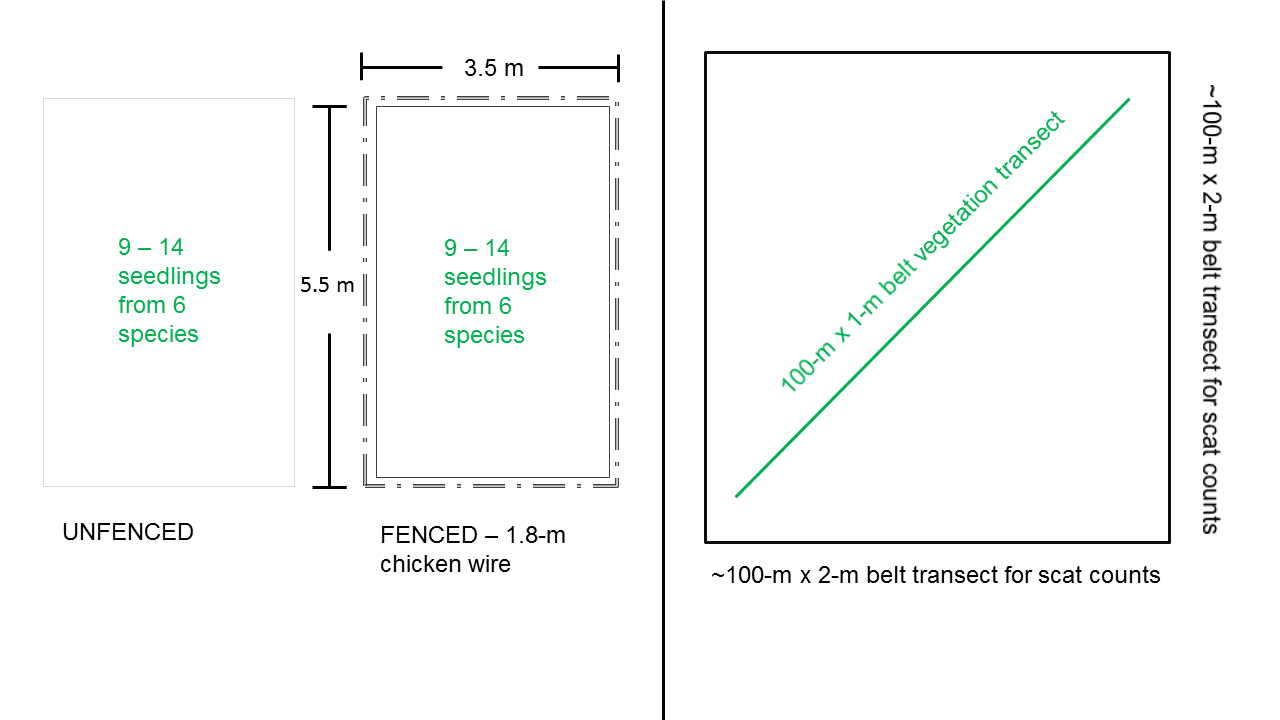 3.5 m
9 – 14
seedlings
from 6
species
5.5 m
9 – 14
seedlings
from 6
species
UNFENCED
FENCED – 1.8-m
chicken wire
100-m x 1-m belt vegetation transect
~100-m x 2-m belt transect for scat counts
~100-m x 2-m belt transect for scat counts